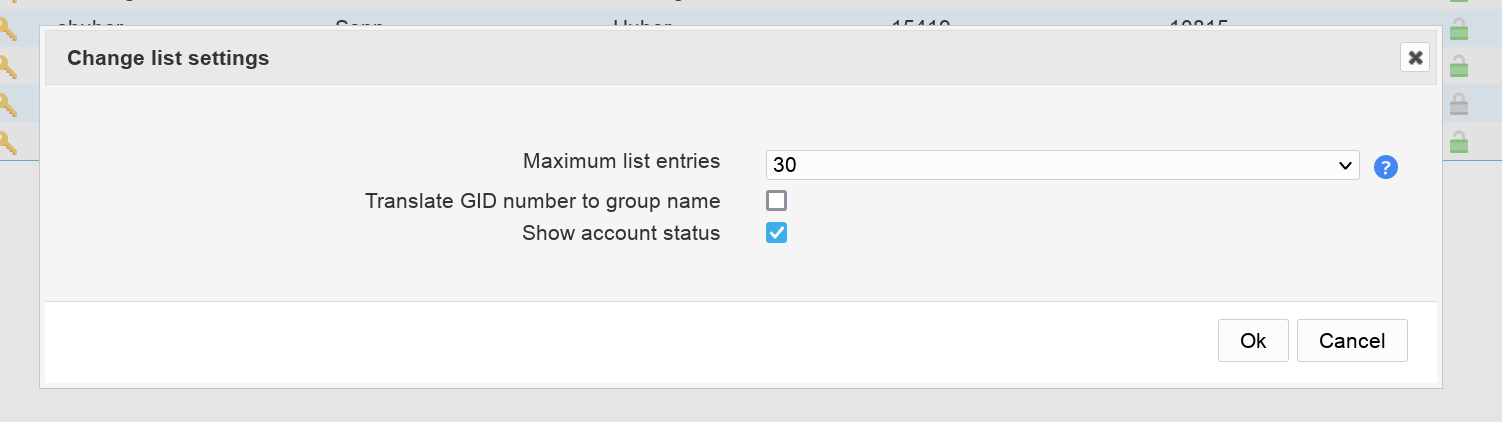 Change list settings
Maximum list entries
30
Translate GID number to group name
Show account status
Ok
Cancel